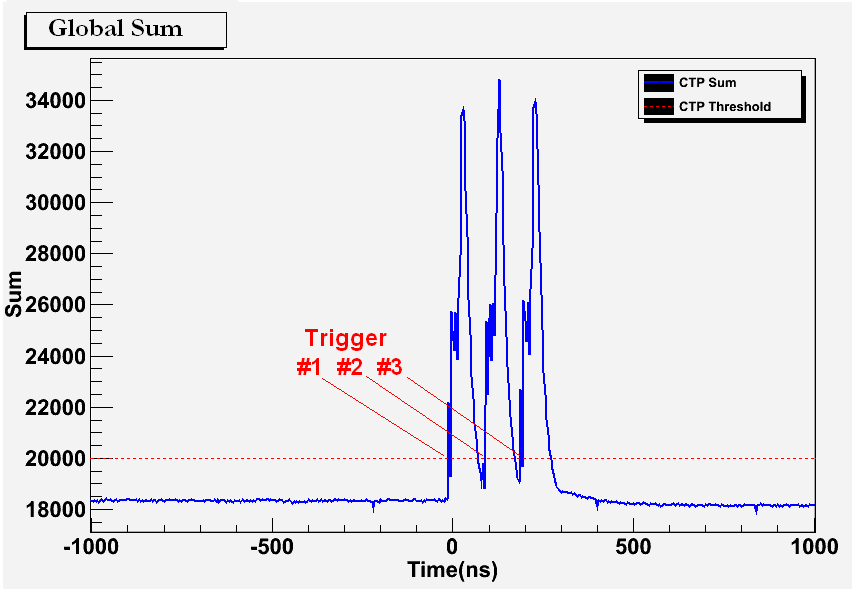 Global Sum
CTP Sum
CTP Threshold
34000
32000
30000
28000
26000
24000
22000
20000
18000
Sum
Trigger
#1 #2 #3
-1000 -500 0 500 1000
Time(ns)